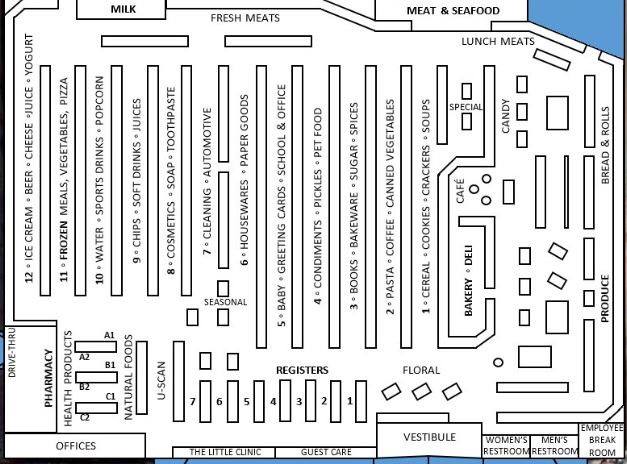 MILK
MEAT & SEAFOOD
FRESH MEATS
LUNCH MEATS
12 ◦ ICE CREAM ◦ BEER ◦ CHEESE ◦JUICE ◦ YOGURT
11 ◦ FROZEN MEALS, VEGETABLES, PIZZA
10 ◦ WATER ◦ SPORTS DRINKS ◦ POPCORN
9 ◦ CHIPS ◦ SOFT DRINKS ◦ JUICES
8 ◦ COSMETICS ◦ SOAP ◦ TOOTHPASTE
7 ◦ CLEANING ◦ AUTOMOTIVE
6 ◦ HOUSEWARES ◦ PAPER GOODS
5 ◦ BABY ◦ GREETING CARDS ◦ SCHOOL & OFFICE
4 ◦ CONDIMENTS ◦ PICKLES ◦ PET FOOD
3 ◦ BOOKS ◦ BAKEWARE ◦ SUGAR ◦ SPICES
2 ◦ PASTA ◦ COFFEE ◦ CANNED VEGETABLES
1 ◦ CEREAL ◦ COOKIES ◦ CRACKERS ◦ SOUPS
SPECIAL
CANDY
BREAD & ROLLS
CAFÉ
BAKERY ◦ DELI
PRODUCE
SEASONAL
DRIVE-THRU
PHARMACY
HEALTH PRODUCTS
A1
A2
B1
B2
C1
C2
NATURAL FOODS
U-SCAN
REGISTERS
7 6 5 4 3 2 1
FLORAL
OFFICES
THE LITTLE CLINIC
GUEST CARE
VESTIBULE
WOMEN'S
RESTROOM
MEN'S
RESTROOM
EMPLOYEE
BREAK
ROOM